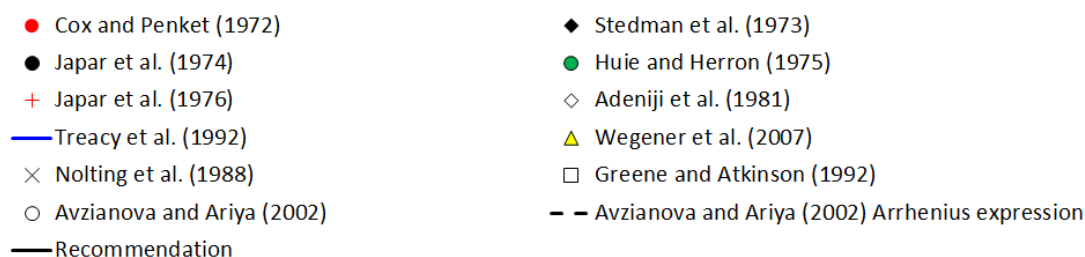 Cox and Penket (1972)
Stedman et al. (1973)
Japar et al. (1974)
Huie and Herron (1975)
Japar et al. (1976)
Adeniji et al. (1981)
Treacy et al. (1992)
Wegener et al. (2007)
Nolting et al. (1988)
Greene and Atkinson (1992)
Avzianova and Ariya (2002)
Avzianova and Ariya (2002) Arrhenius expression
Recommendation